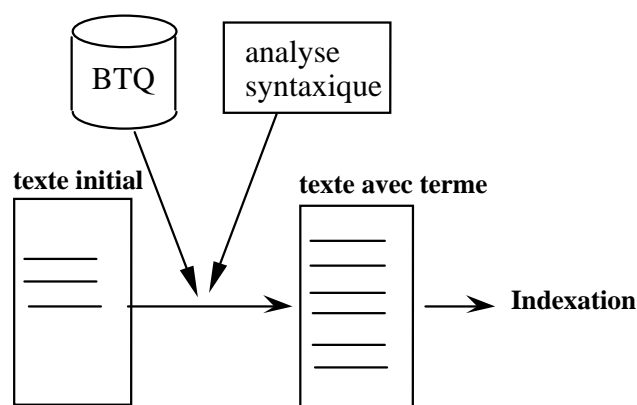 BTQ
analyse
syntaxique
texte initial
texte avec terme
Indexation